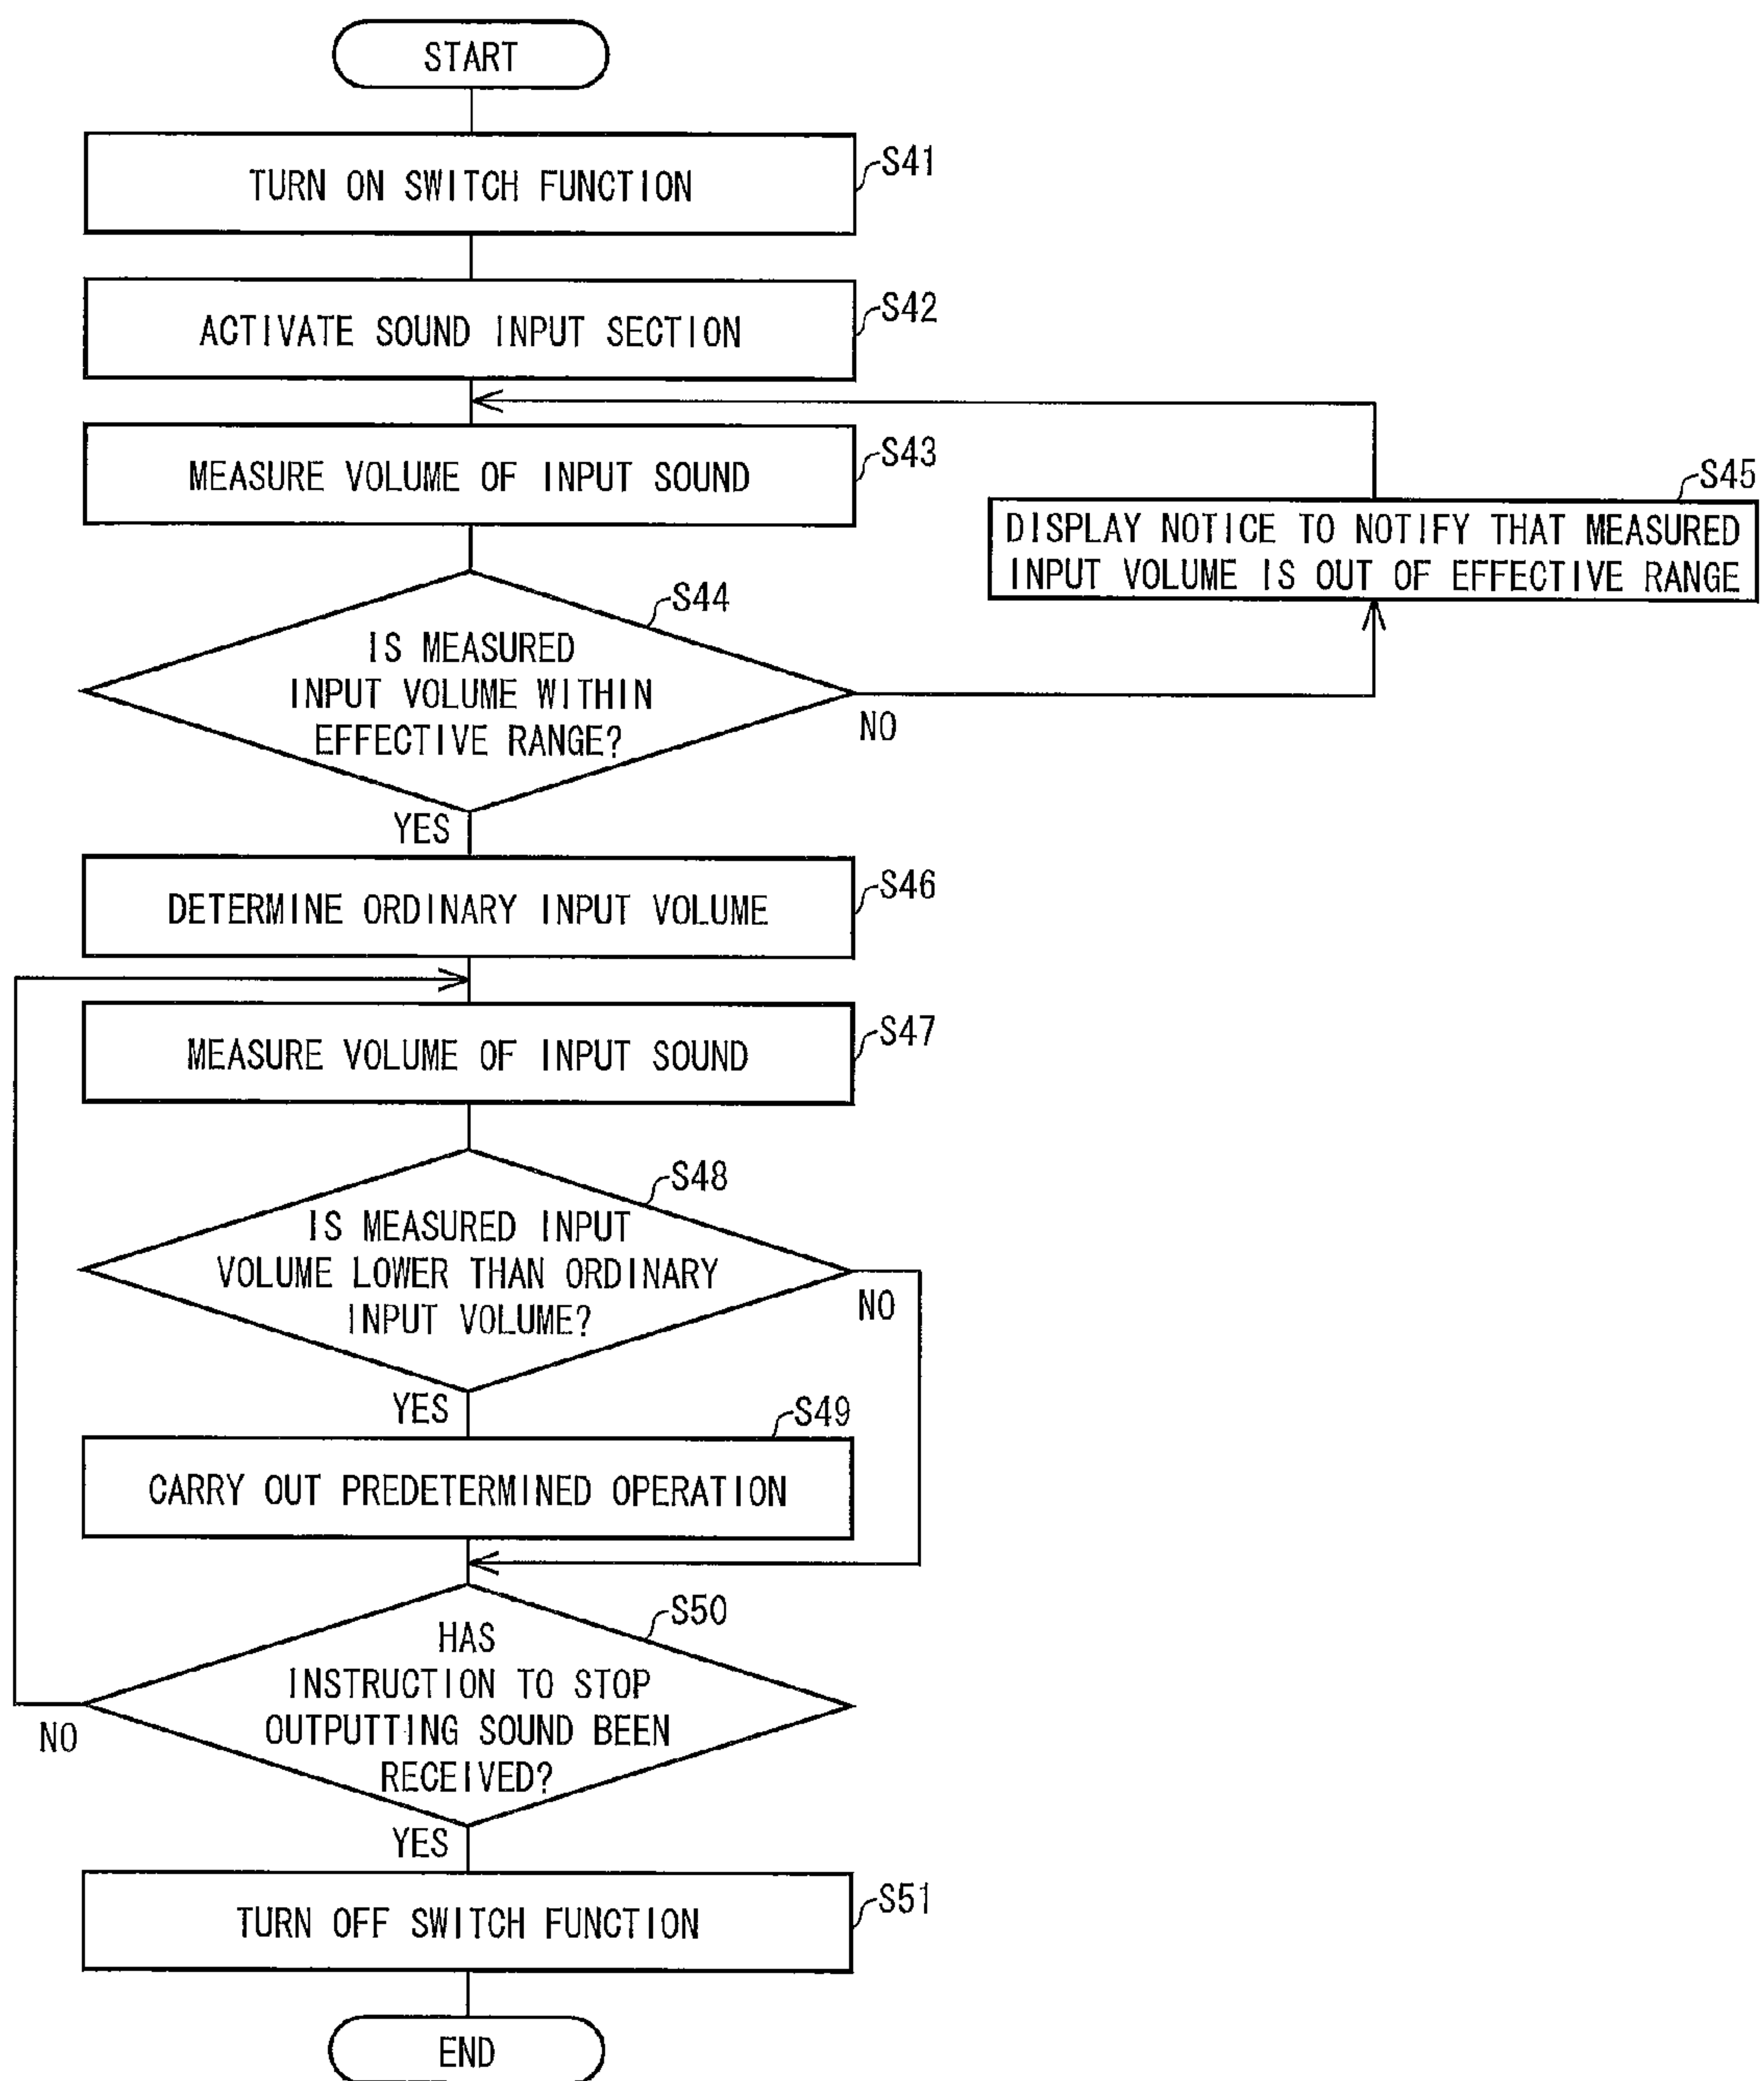 START
TURN ON SWITCH FUNCTION
S41
ACTIVATE SOUND INPUT SECTION
S42
MEASURE VOLUME OF INPUT SOUND
S43
S45
DISPLAY NOTICE TO NOTIFY THAT MEASURED
INPUT VOLUME IS OUT OF EFFECTIVE RANGE
S44
IS MEASURED
INPUT VOLUME WITHIN
EFFECTIVE RANGE?
NO
YES
DETERMINE ORDINARY INPUT VOLUME
S46
MEASURE VOLUME OF INPUT SOUND
S47
S48
IS MEASURED INPUT
VOLUME LOWER THAN ORDINARY
INPUT VOLUME?
NO
YES
S49
CARRY OUT PREDETERMINED OPERATION
S50
HAS
INSTRUCTION TO STOP
OUTPUTTING SOUND BEEN
RECEIVED?
NO
YES
TURN OFF SWITCH FUNCTION
S51
END